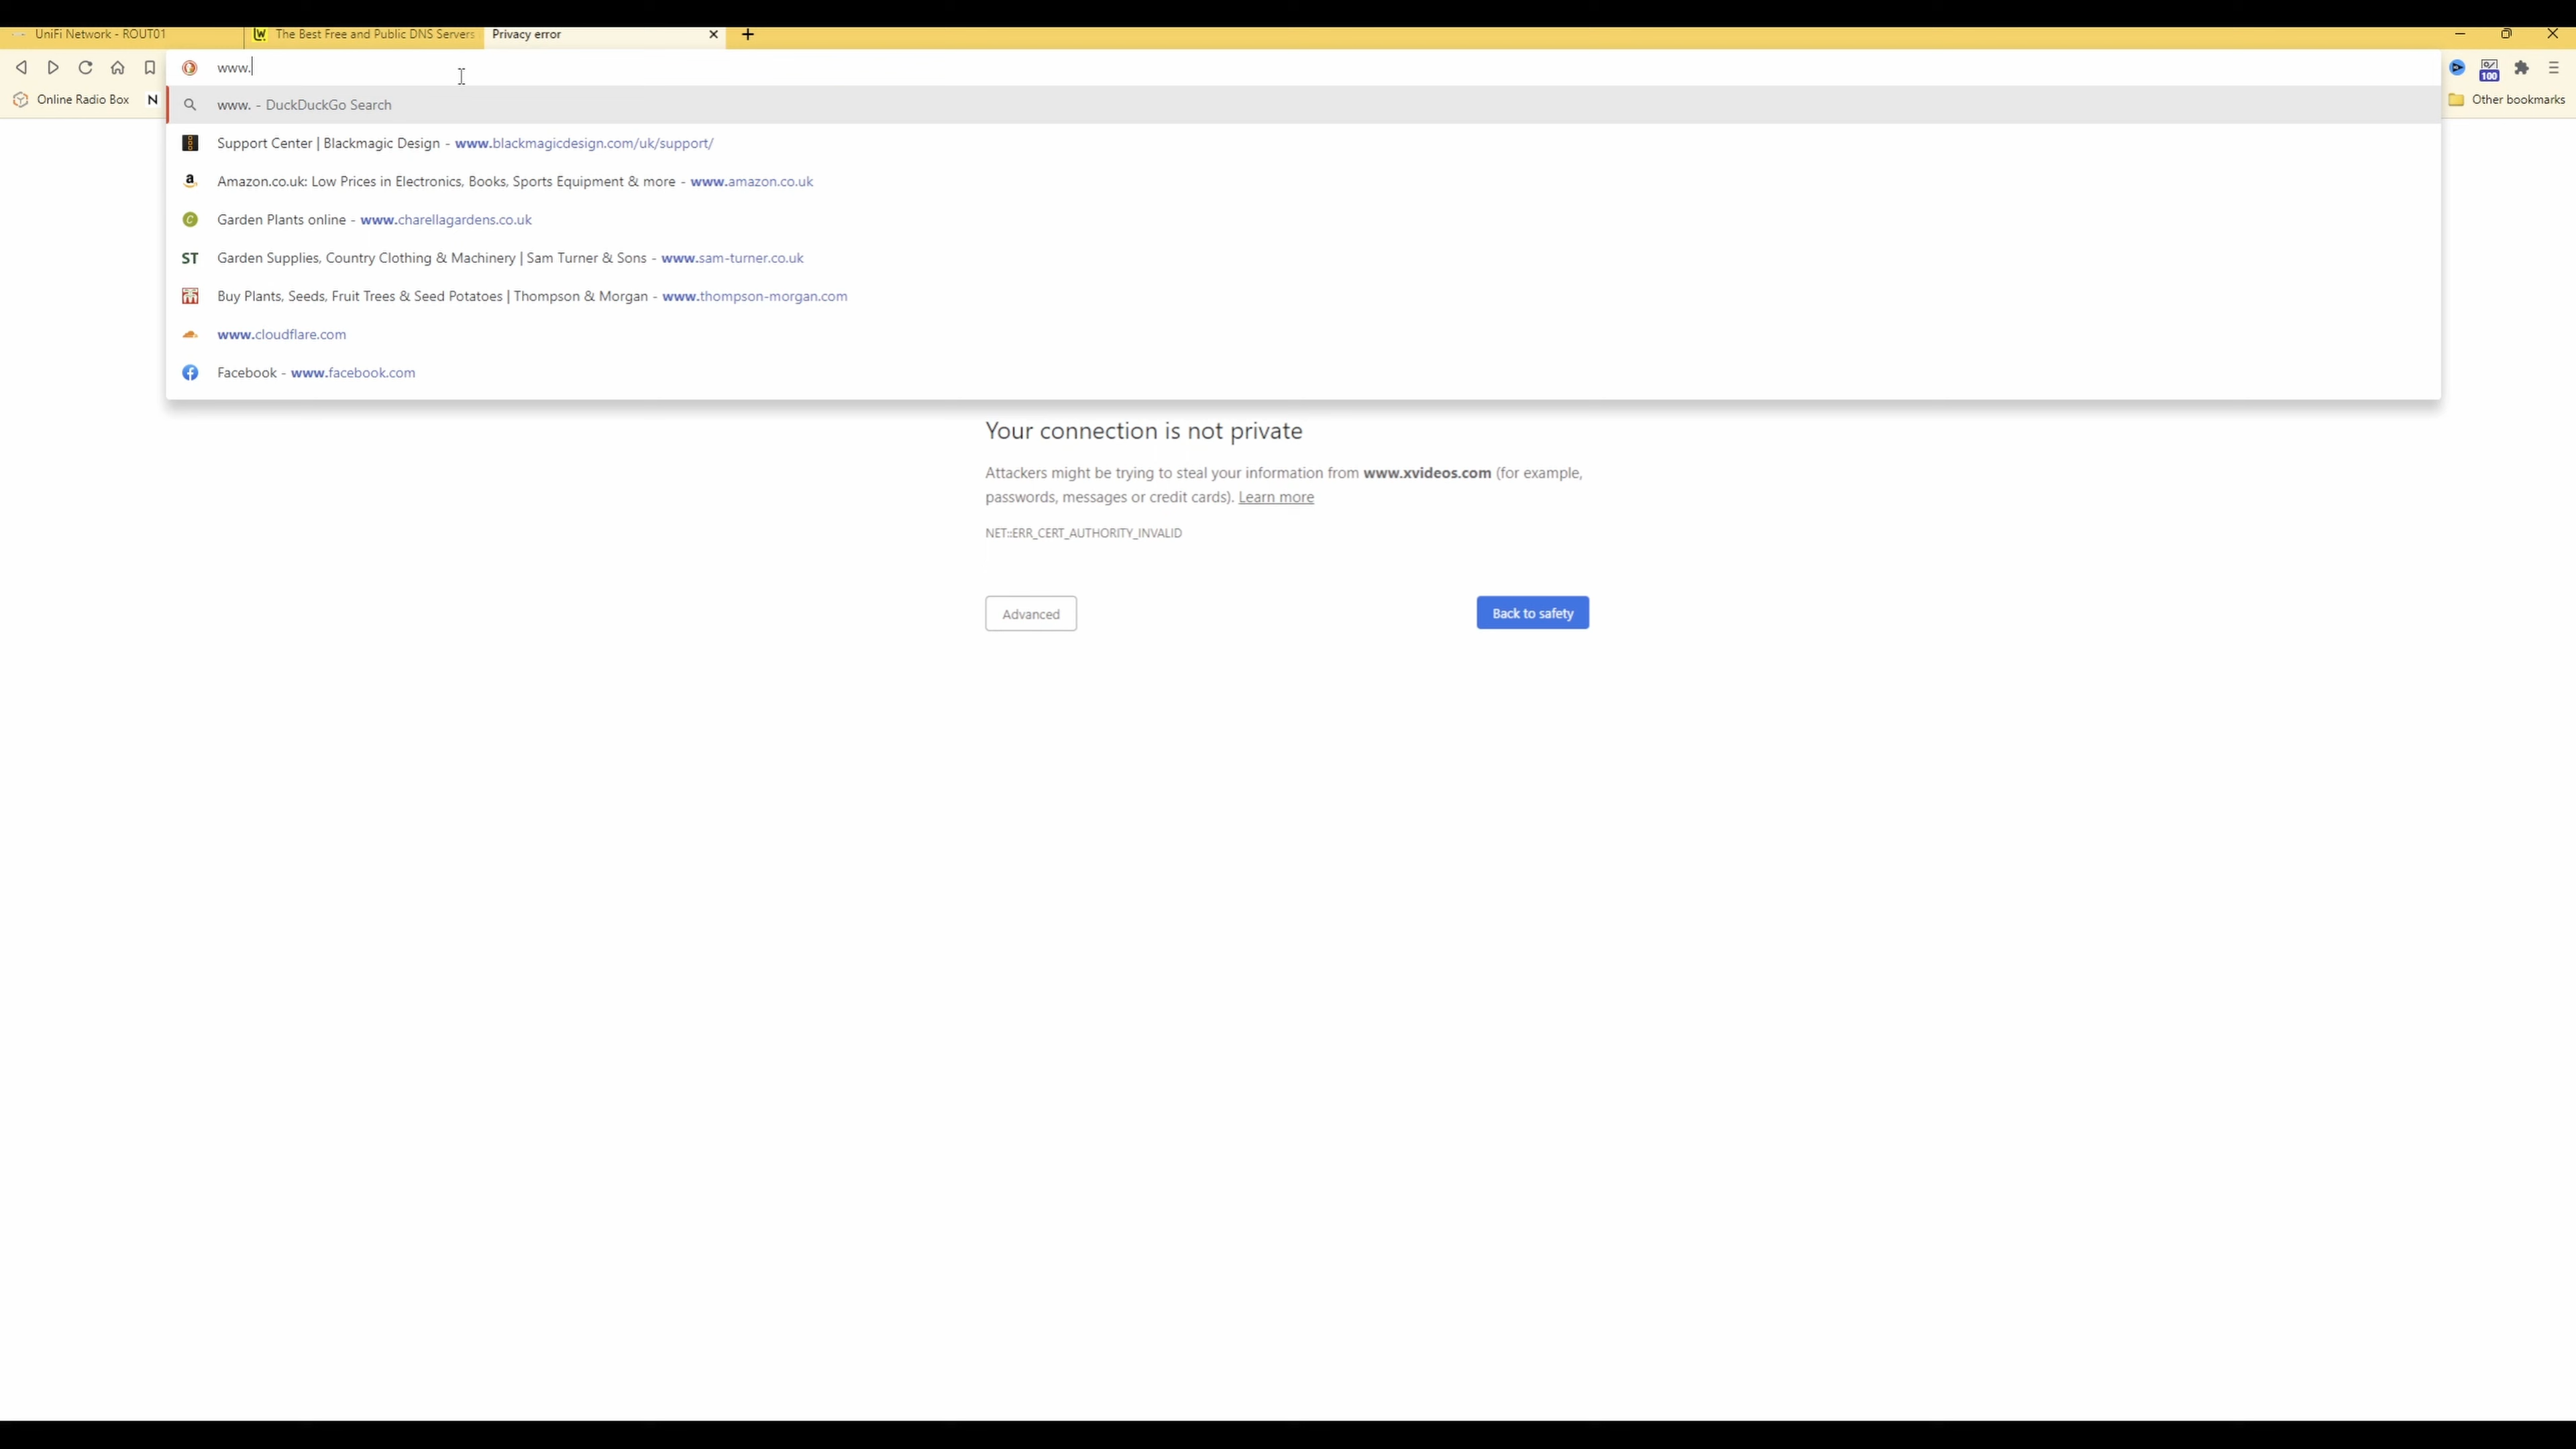 UniFi Network - ROUT01
The Best Free and Public DNS Servers
Privacy error
www.
100
Online Radio Box
N
Other bookmarks
www. - DuckDuckGo Search
Support Center | Blackmagic Design - www.blackmagicdesign.com/uk/support/
a Amazon.co.uk: Low Prices in Electronics, Books, Sports Equipment & more - www.amazon.co.uk
C Garden Plants online - www.charellagardens.co.uk
ST Garden Supplies, Country Clothing & Machinery | Sam Turner & Sons - www.sam-turner.co.uk
Buy Plants, Seeds, Fruit Trees & Seed Potatoes | Thompson & Morgan - www.thompson-morgan.com
www.cloudflare.com
Facebook - www.facebook.com
Your connection is not private
Attackers might be trying to steal your information from www.xvideos.com (for example,
passwords, messages or credit cards). Learn more
NET::ERR_CERT_AUTHORITY_INVALID
Advanced
Back to safety